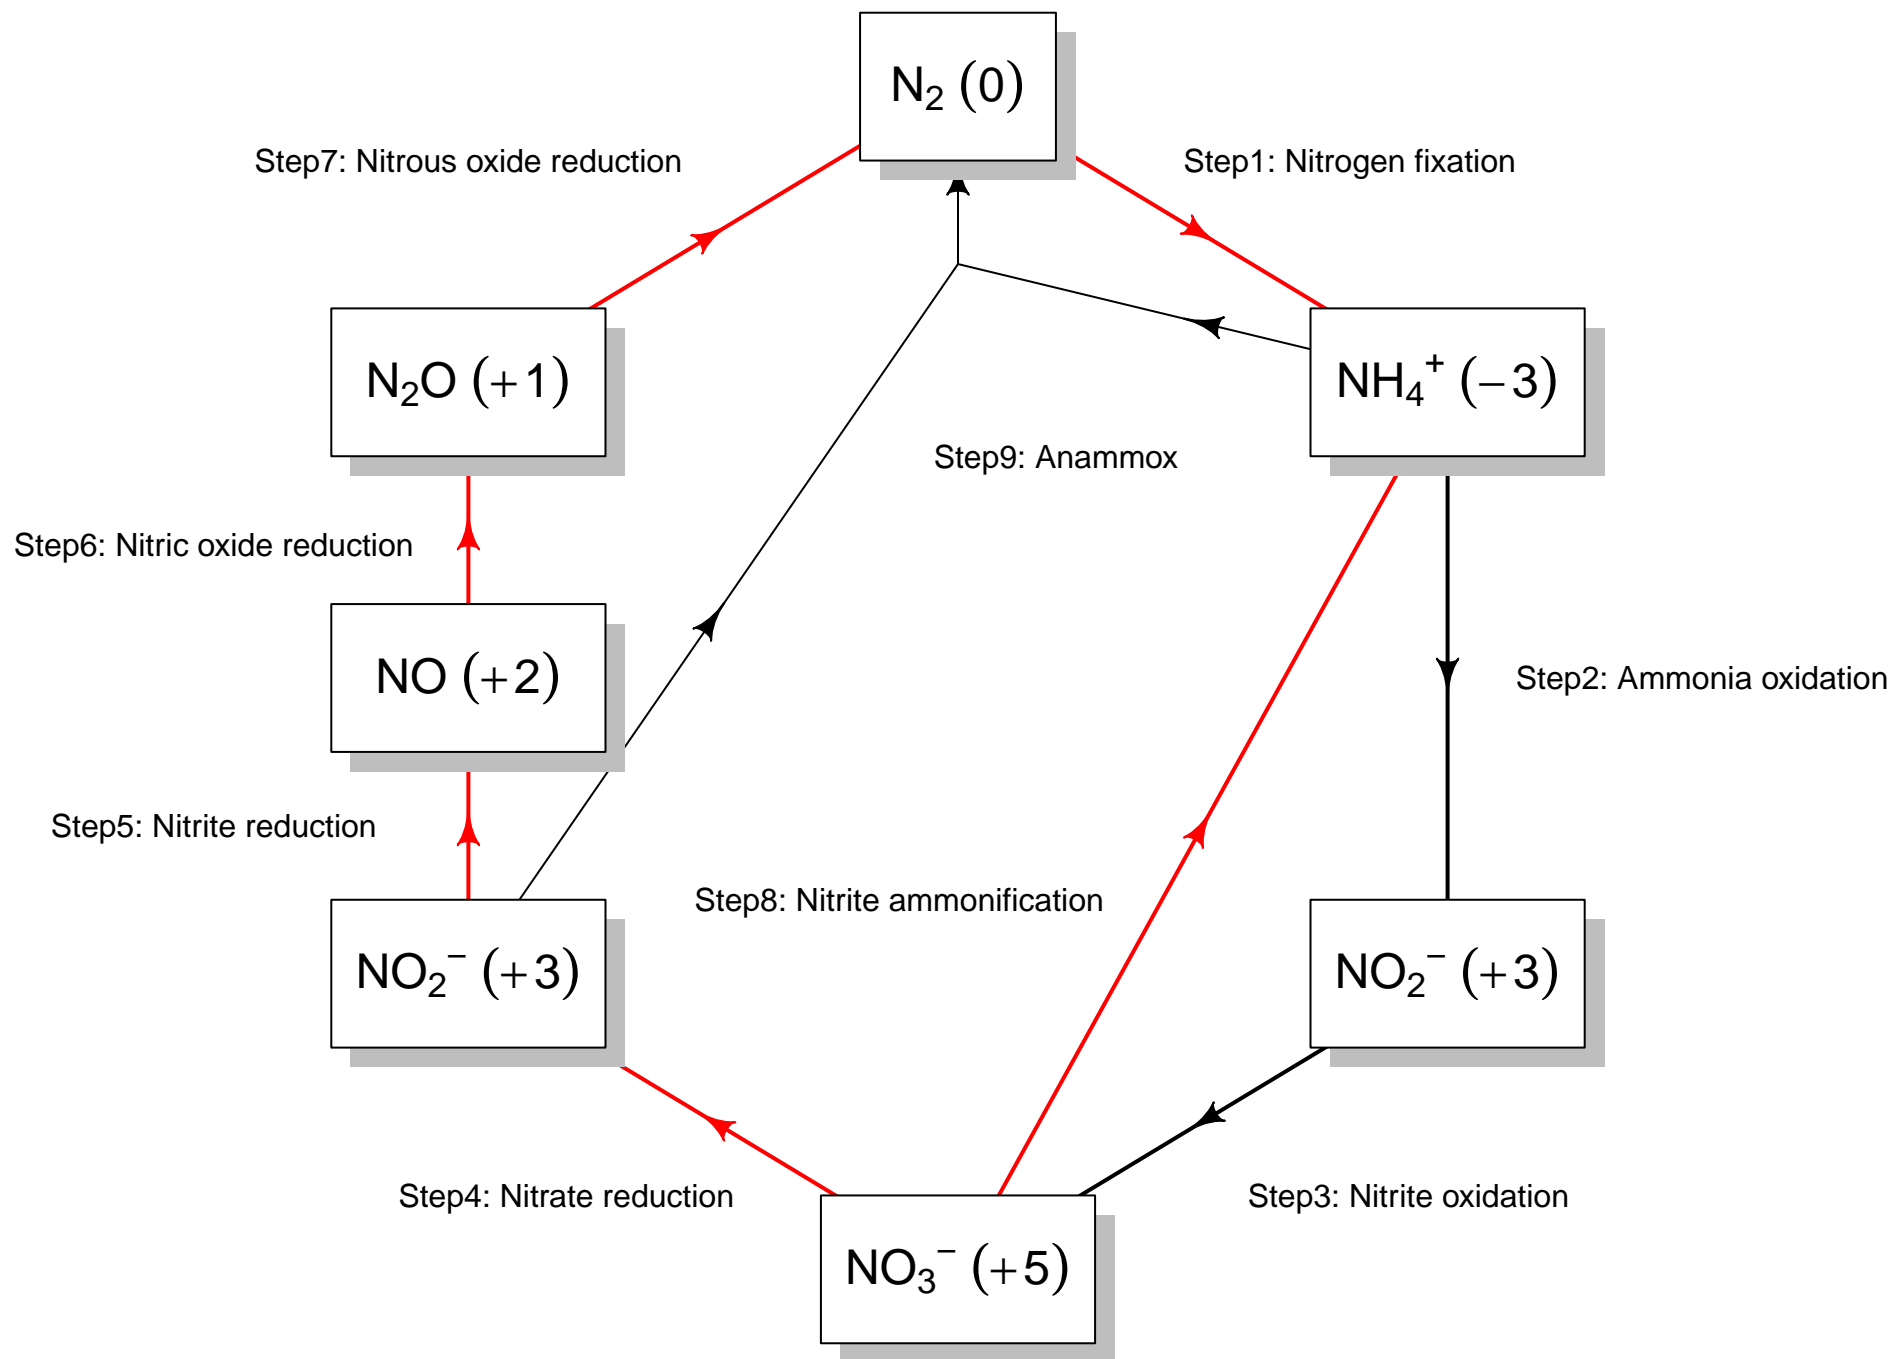 N₂ (0)
Step7: Nitrous oxide reduction
Step1: Nitrogen fixation
N₂O (+1)
NH₄⁺ (−3)
Step9: Anammox
Step6: Nitric oxide reduction
NO (+2)
Step2: Ammonia oxidation
Step5: Nitrite reduction
Step8: Nitrite ammonification
NO₂⁻ (+3)
NO₂⁻ (+3)
Step4: Nitrate reduction
Step3: Nitrite oxidation
NO₃⁻ (+5)